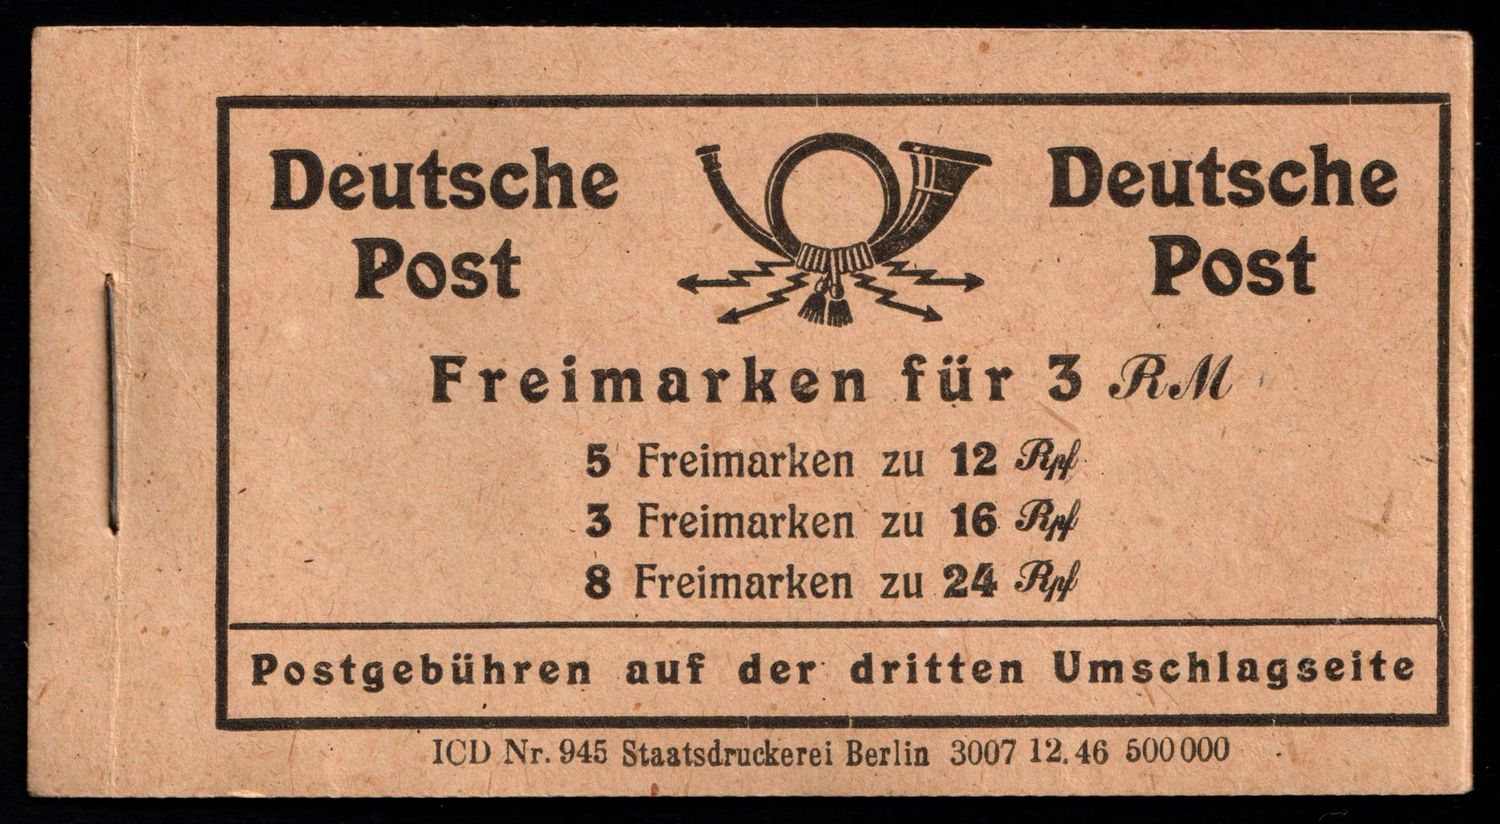 Deutsche Post
Deutsche Post
Freimarken für 3 RM
5 Freimarken zu 12 Rpf
3 Freimarken zu 16 Rpf
8 Freimarken zu 24 Rpf
Postgebühren auf der dritten Umschlagseite
ICD Nr. 945 Staatsdruckerei Berlin 3007 12.46 500000